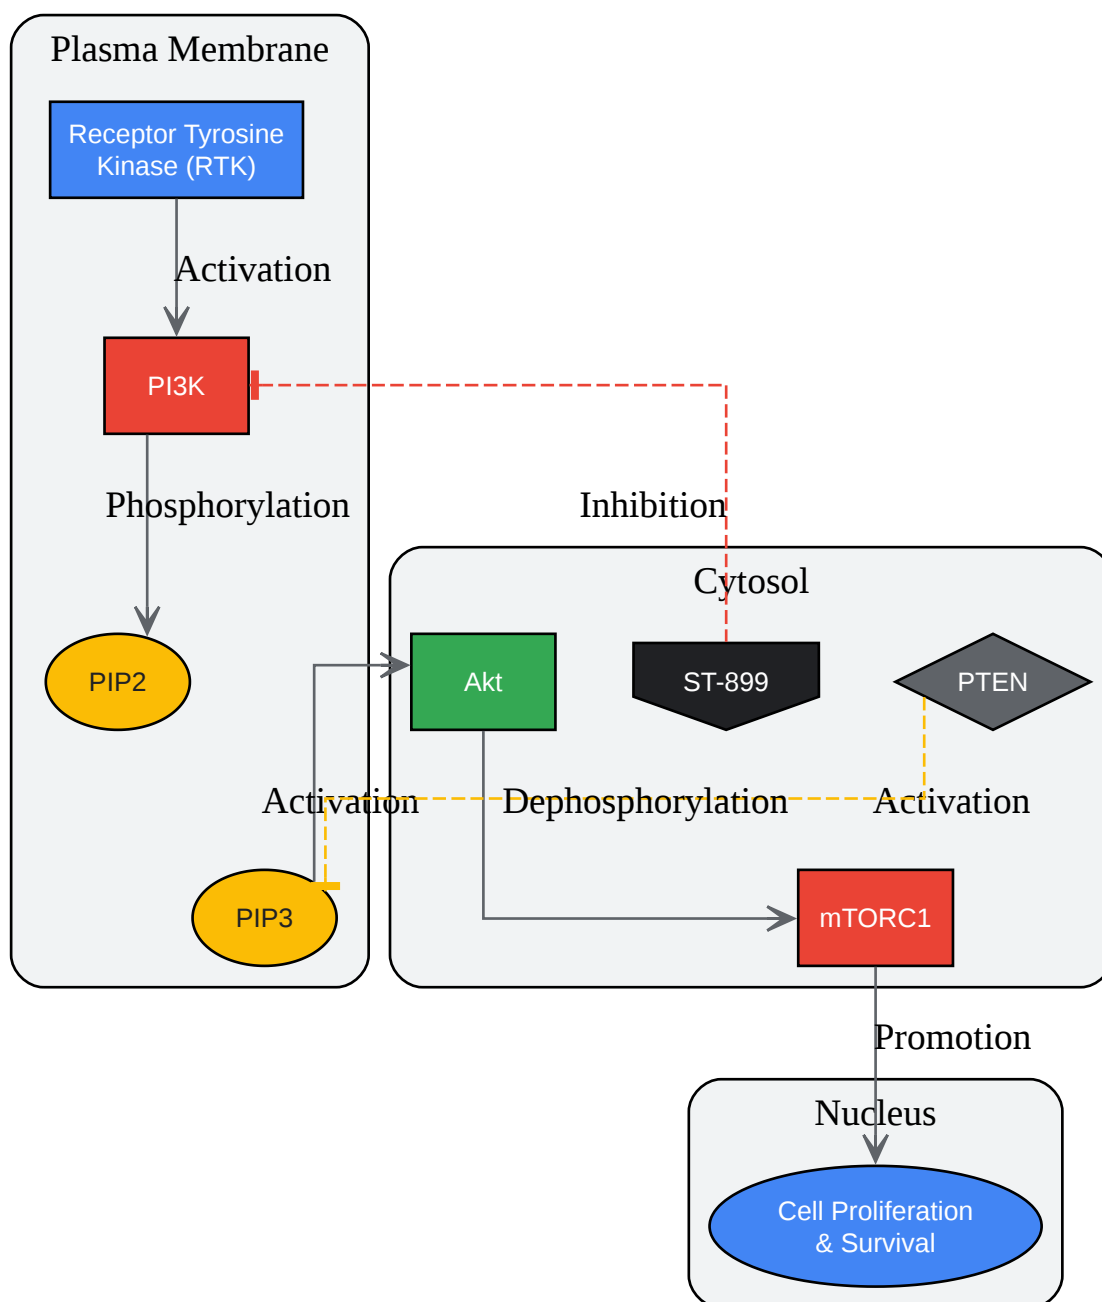 Plasma Membrane
Receptor Tyrosine
Kinase (RTK)
Activation
PI3K
Phosphorylation
Inhibition
Cytosol
PIP2
Akt
ST-899
PTEN
Activation
Dephosphorylation
Activation
PIP3
mTORC1
Promotion
Nucleus
Cell Proliferation
& Survival